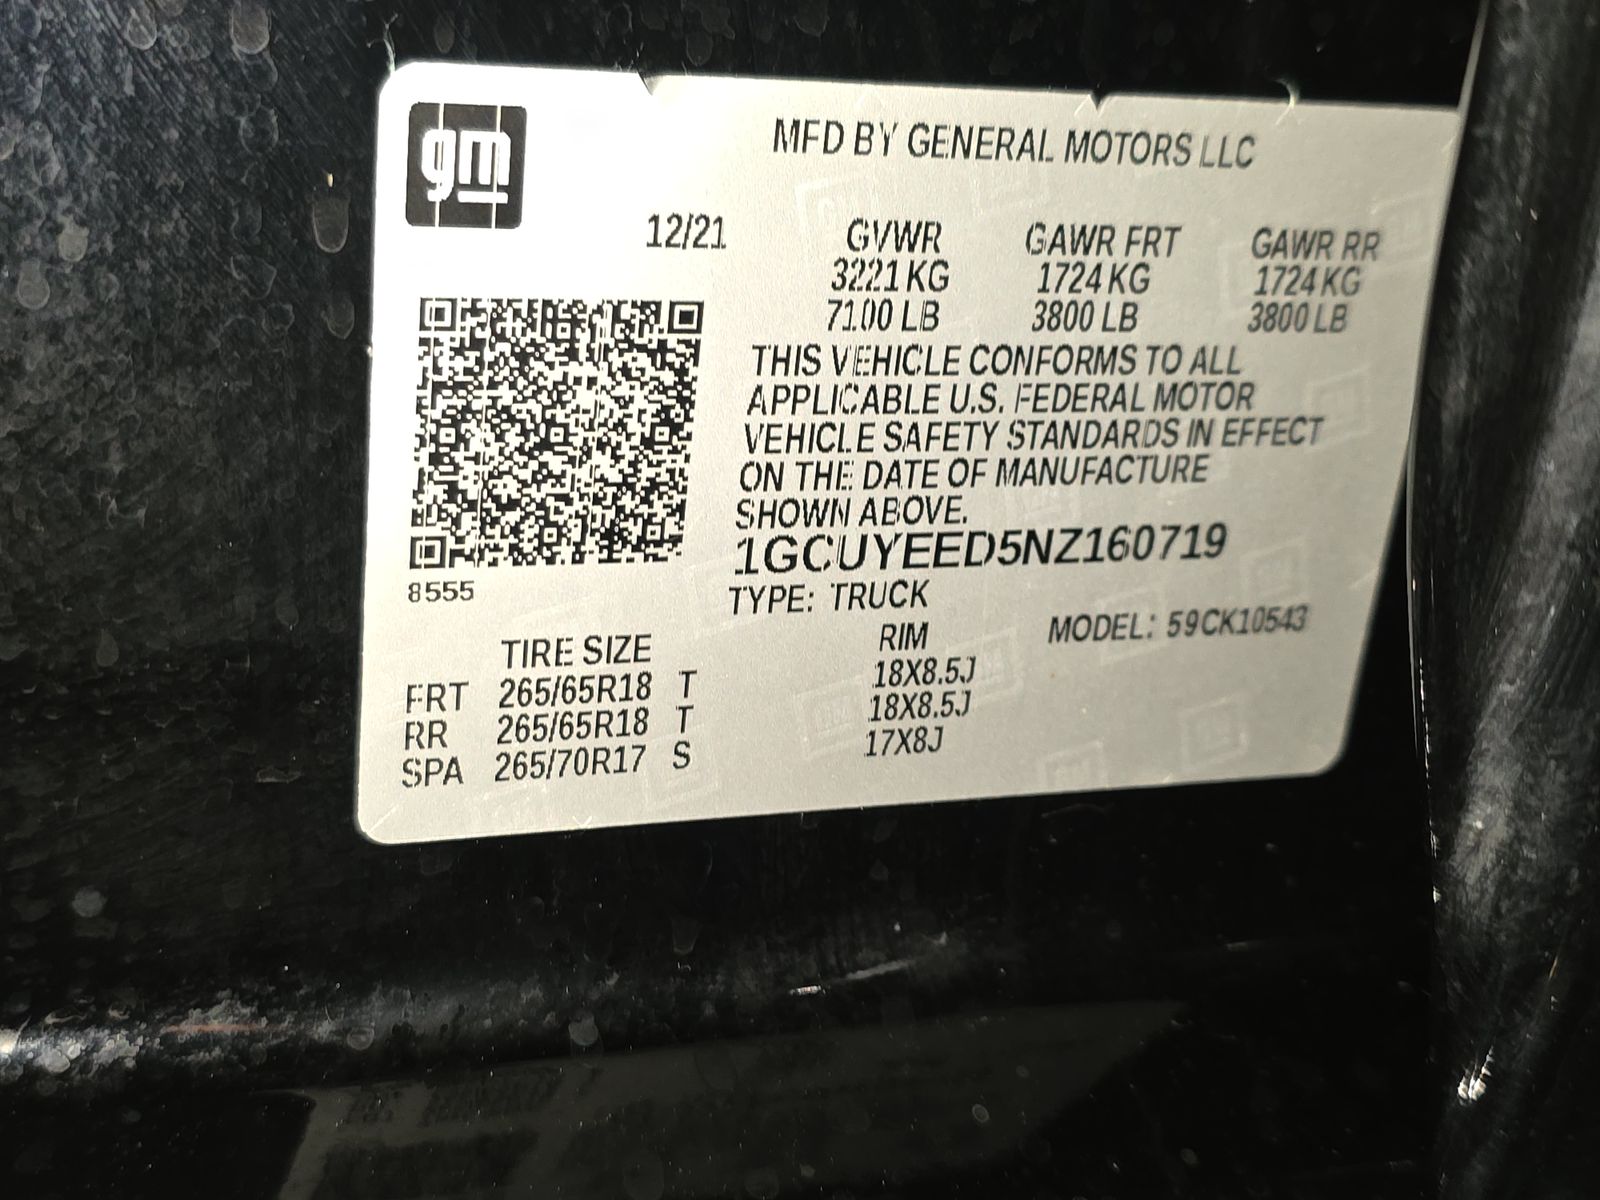 gm
MFD BY GENERAL MOTORS LLC
12/21 GVWR GAWR FRT GAWR RR
3221 KG 1724 KG 1724 KG
7100 LB 3800 LB 3800 LB
THIS VEHICLE CONFORMS TO ALL
APPLICABLE U.S. FEDERAL MOTOR
VEHICLE SAFETY STANDARDS IN EFFECT
ON THE DATE OF MANUFACTURE
SHOWN ABOVE.
1GCUYEED5NZ160719
8555
TYPE: TRUCK
MODEL: 59CK10543
TIRE SIZE RIM
FRT 265/65R18 T 18X8.5J
RR 265/65R18 T 18X8.5J
SPA 265/70R17 S 17X8J